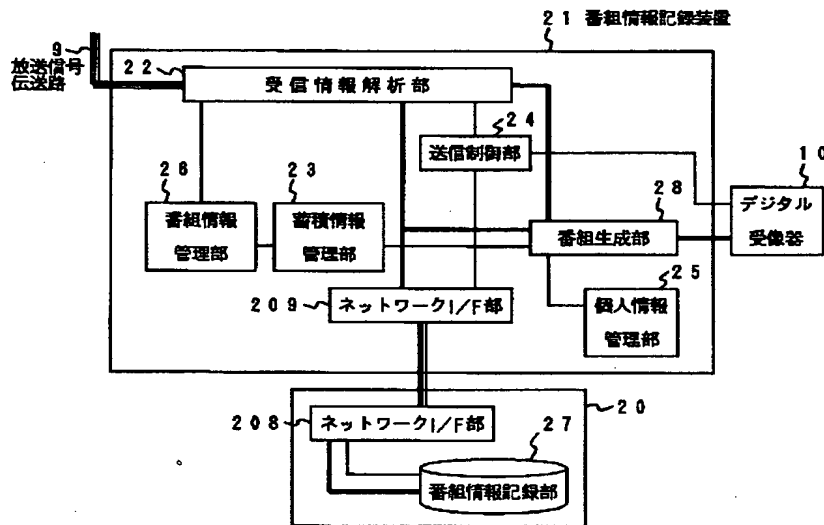 ２１ 番組情報記録装置
９
放送信号
伝送路
２２
受信情報解析部
２４
送信制御部
１０
デジタル
受像器
２６
番組情報
管理部
２３
蓄積情報
管理部
２８
番組生成部
２５
個人情報
管理部
２０９
ネットワークI／F部
２０
２０８
ネットワークI／F部
２７
番組情報記録部